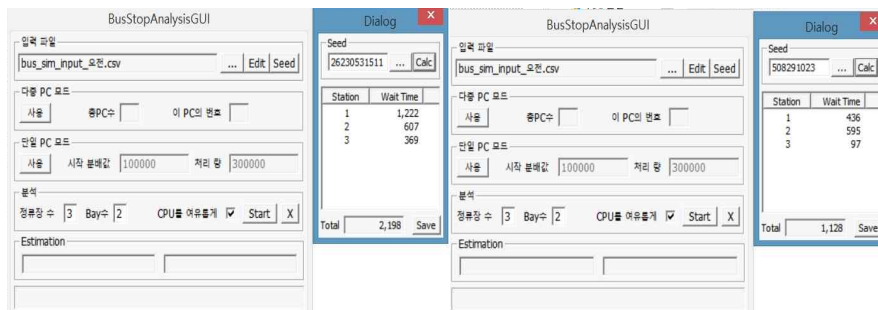 BusStopAnalysisGUI
입력 파일
bus_sim_input_오전.csv ... Edit Seed
다중 PC 모드
사용 총PC수 이 PC의 번호
단일 PC 모드
사용 시작 분배값 100000 처리 량 300000
분석
정류장 수 3 Bay수 2 CPU를 여유롭게 Start X
Estimation
Dialog X
Seed
26230531511 ... Calc
Station Wait Time
1 1,222
2 607
3 369
Total 2,198 Save
BusStopAnalysisGUI
입력 파일
bus_sim_input_오전.csv ... Edit Seed
다중 PC 모드
사용 총PC수 이 PC의 번호
단일 PC 모드
사용 시작 분배값 100000 처리 량 300000
분석
정류장 수 3 Bay수 2 CPU를 여유롭게 Start X
Estimation
Dialog X
Seed
508291023 ... Calc
Station Wait Time
1 436
2 595
3 97
Total 1,128 Save